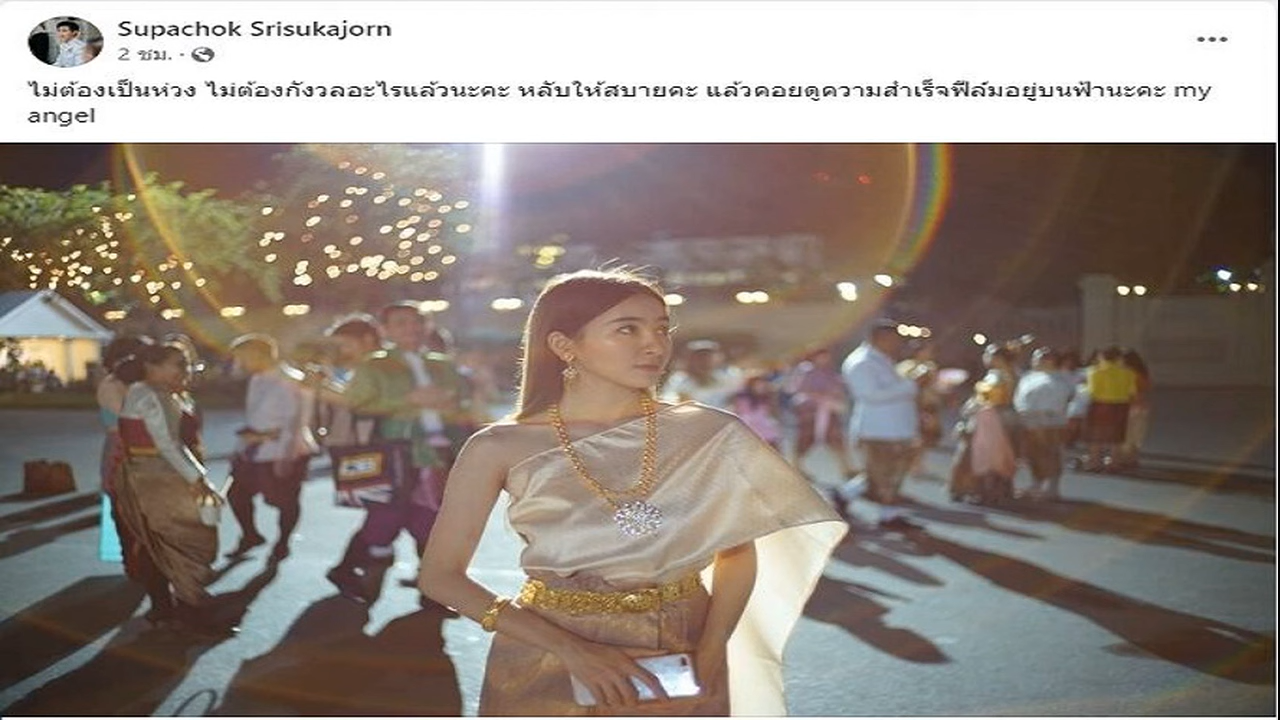 Supachok Srisukajorn
2 ชม. ·
ไม่ต้องเป็นห่วง ไม่ต้องกังวลอะไรแล้วนะคะ หลับให้สบายคะ แล้วคอยดูความสำเร็จฟิล์มอยู่บนฟ้านะคะ my
angel